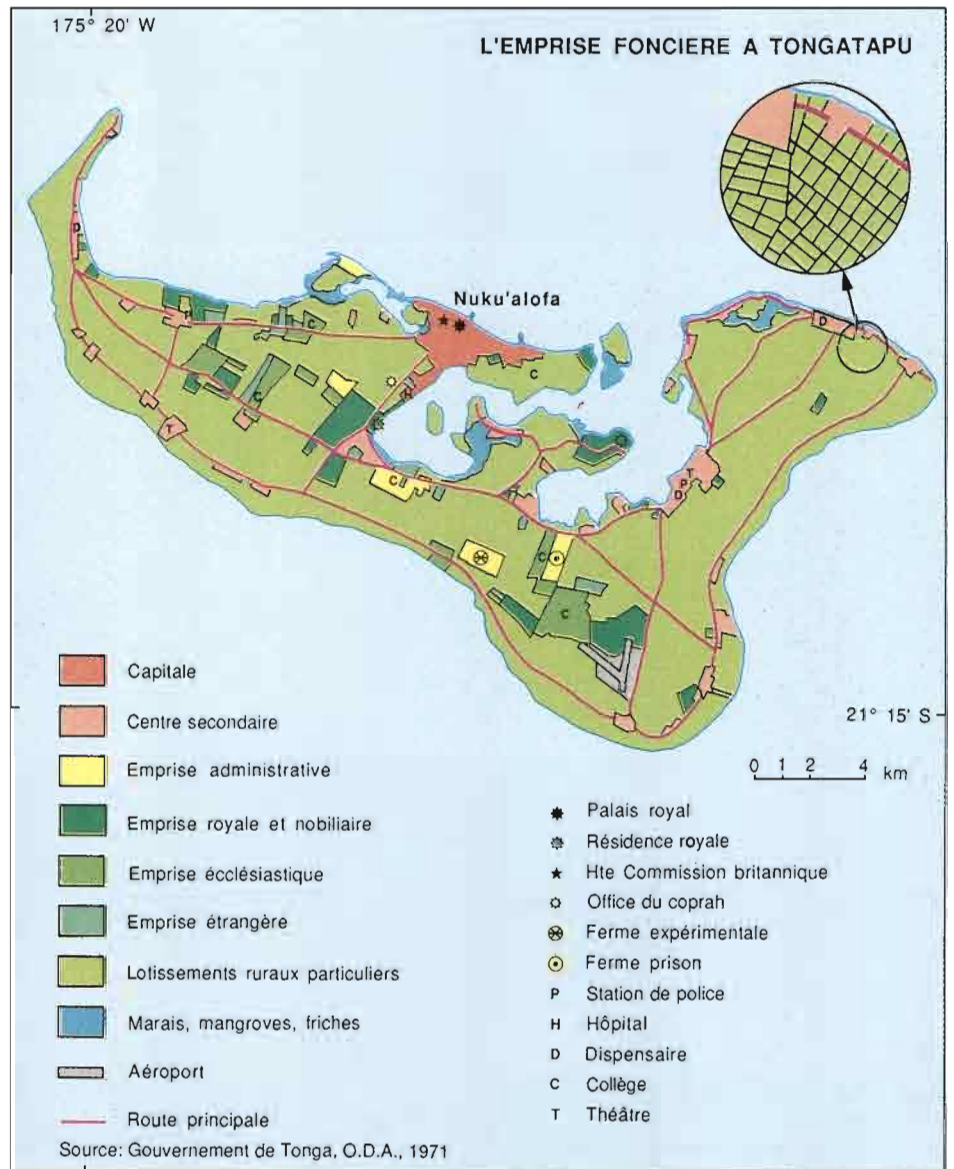 175° 20' W
L'EMPRISE FONCIERE A TONGATAPU
Nuku'alofa
D
P
C
C
H
C
D
T
C
T
P
D
C
C
21° 15' S
0 1 2 4 km
Capitale
Centre secondaire
Emprise administrative
Emprise royale et nobiliaire
Emprise écclésiastique
Emprise étrangère
Lotissements ruraux particuliers
Marais, mangroves, friches
Aéroport
Route principale
Palais royal
Résidence royale
Hte Commission britannique
Office du coprah
Ferme expérimentale
Ferme prison
P Station de police
H Hôpital
D Dispensaire
C Collège
T Théâtre
Source: Gouvernement de Tonga, O.D.A., 1971